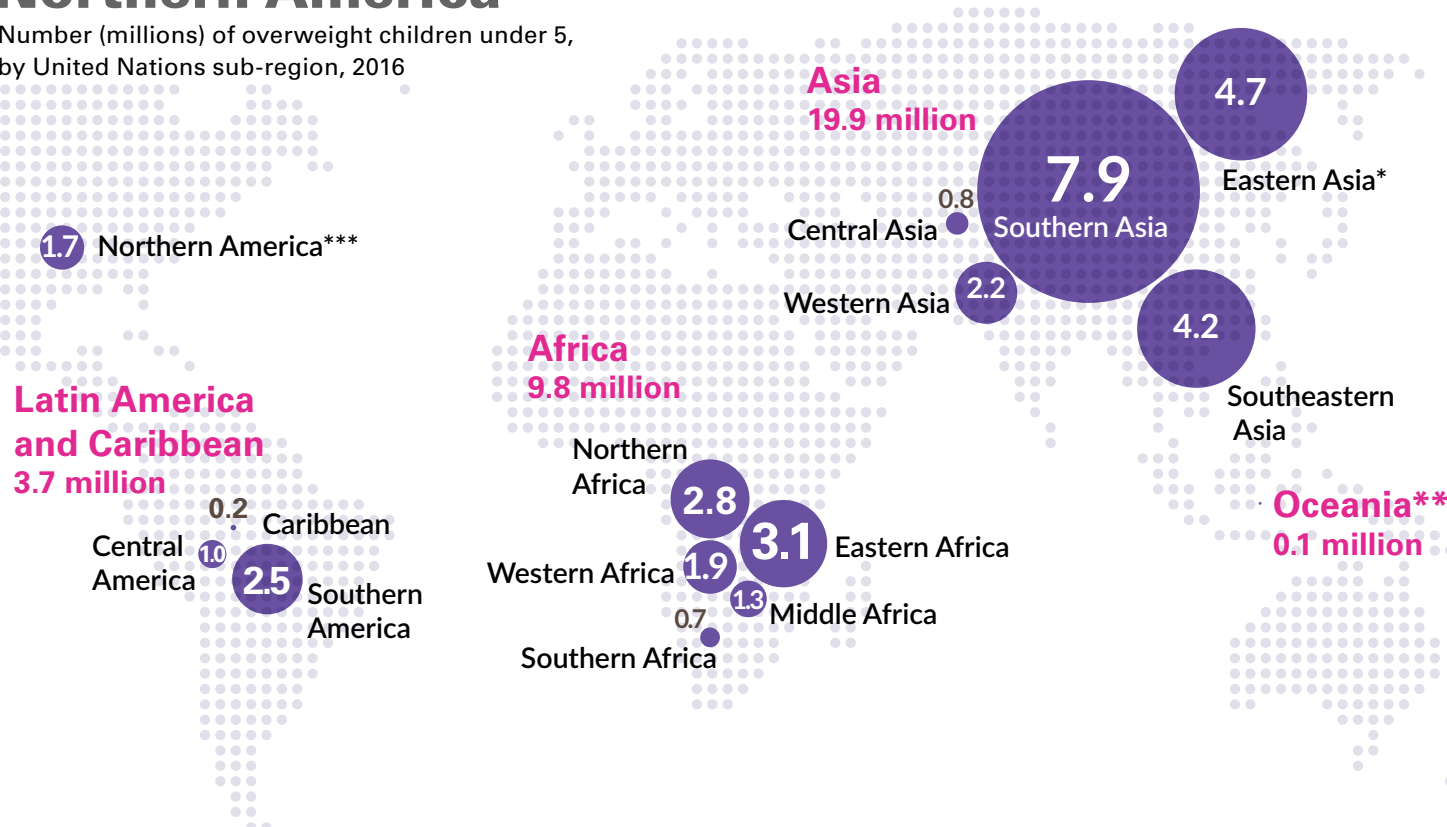 Northern America
Number (millions) of overweight children under 5,
by United Nations sub-region, 2016
Asia
19.9 million
4.7
Eastern Asia*
7.9
Southern Asia
0.8
Central Asia
2.2
Western Asia
4.2
Southeastern
Asia
1.7 Northern America***
Africa
9.8 million
Northern
Africa
2.8
3.1 Eastern Africa
Western Africa 1.9
1.3 Middle Africa
0.7
Southern Africa
Latin America
and Caribbean
3.7 million
0.2
Caribbean
Central
America
1.0
2.5
Southern
America
Oceania**
0.1 million